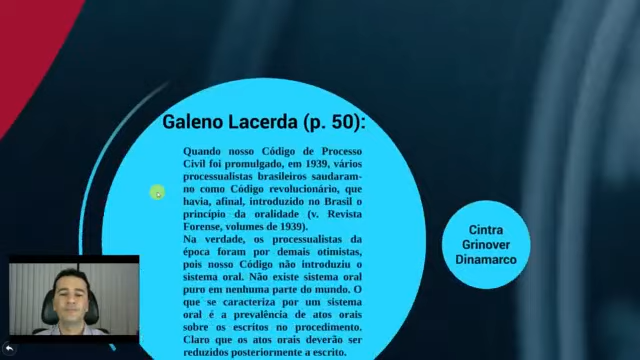 Galeno Lacerda (p. 50):
Quando nosso Código de Processo
Civil foi promulgado, em 1939, vários
processualistas brasileiros saudaram-
no como Código revolucionário, que
havia, afinal, introduzido no Brasil o
princípio da oralidade (v. Revista
Forense, volumes de 1939).
Na verdade, os processualistas da
época foram por demais otimistas,
pois nosso Código não introduziu o
sistema oral. Não existe sistema oral
puro em nenhuma parte do mundo. O
que se caracteriza por um sistema
oral é a prevalência de atos orais
sobre os escritos no procedimento.
Claro que os atos orais deverão ser
reduzidos posteriormente a escrito.
Cintra
Grinover
Dinamarco